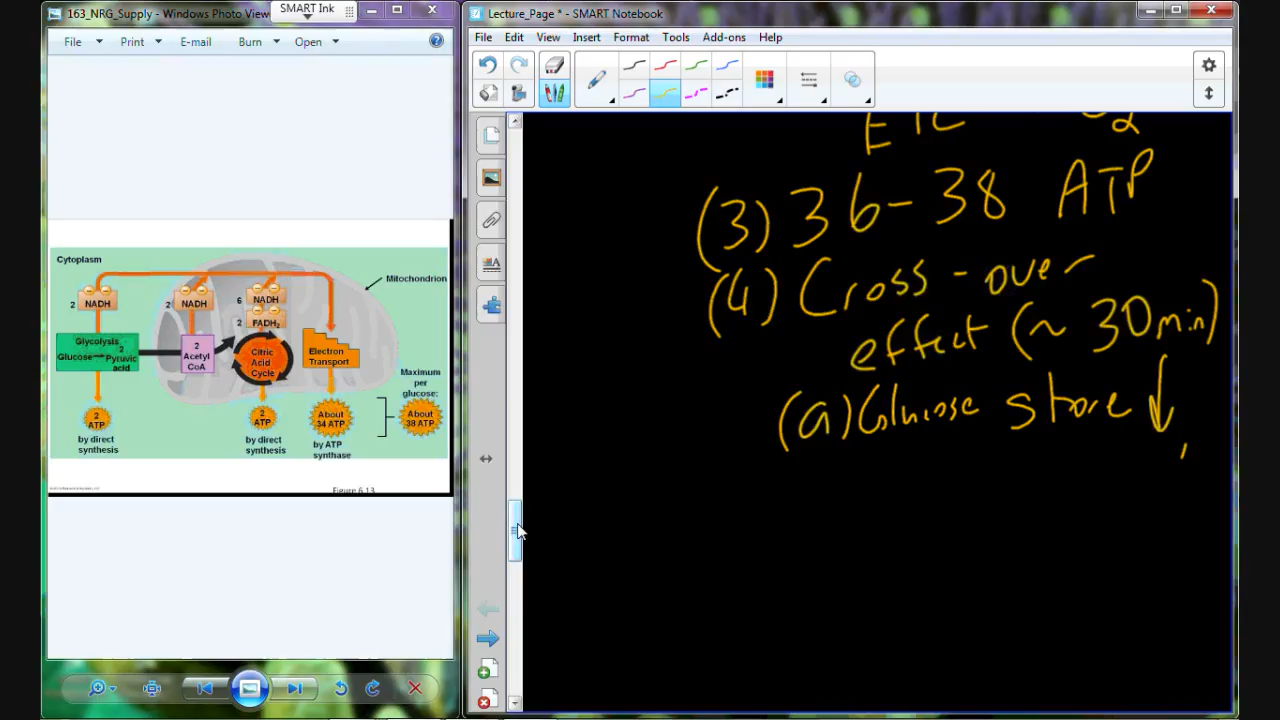 163_NRG_Supply - Windows Photo View
SMART Ink
File Print E-mail Burn Open
Cytoplasm
Mitochondrion
2 NADH
2 NADH
6 NADH
2 FADH2
Glycolysis
Glucose 2 Pyruvic acid
2 Acetyl CoA
Citric Acid Cycle
Electron Transport
Maximum per glucose:
2 ATP
2 ATP
About 34 ATP
About 38 ATP
by direct synthesis
by direct synthesis
by ATP synthase
Figure 6.13
Lecture_Page * - SMART Notebook
File Edit View Insert Format Tools Add-ons Help
ETC O2
(3) 36-38 ATP
(4) Cross-over
effect (~ 30min)
(a) Glucose store ↓,